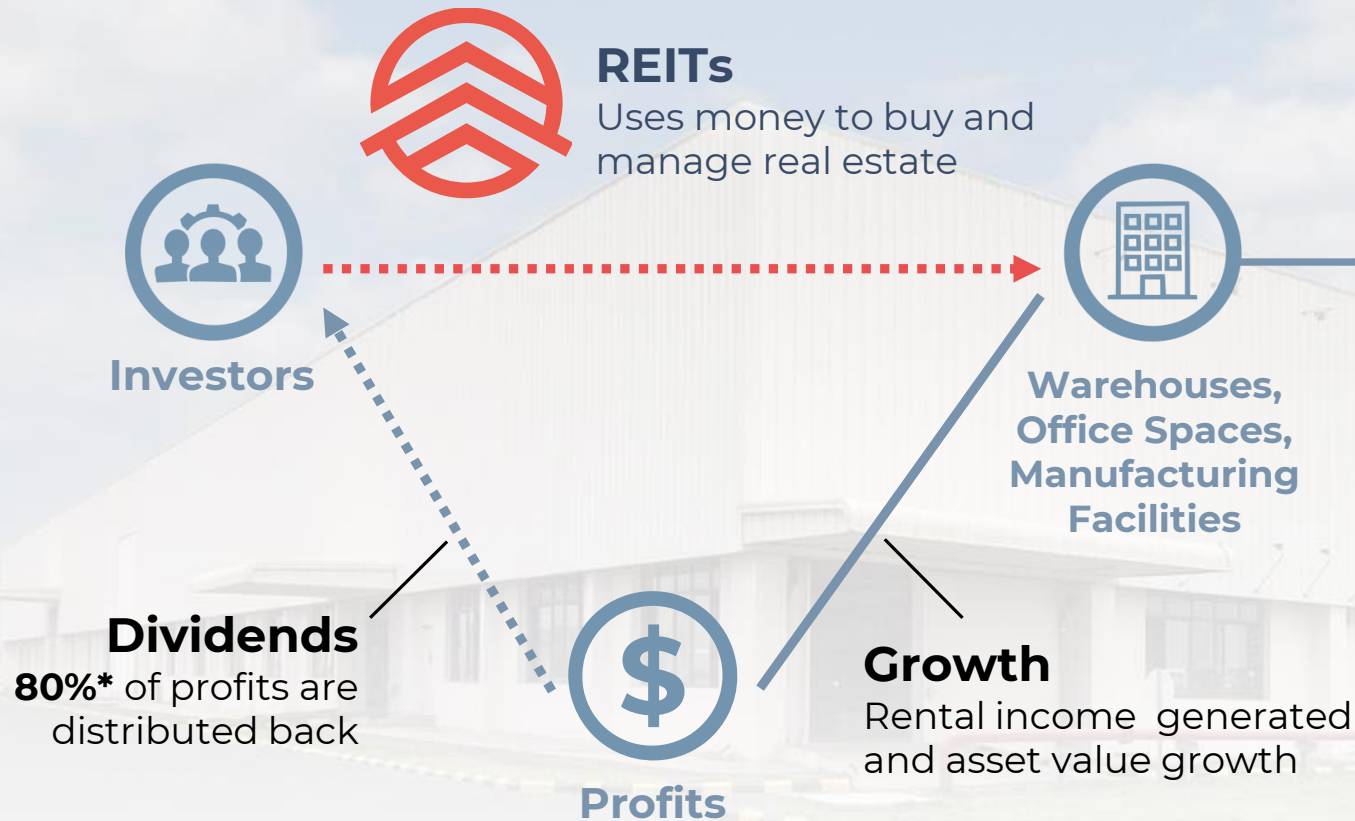 REITs
Uses money to buy and
manage real estate
Investors
Warehouses,
Office Spaces,
Manufacturing
Facilities
Dividends
80%* of profits are
distributed back
$
Growth
Rental income generated
and asset value growth
Profits